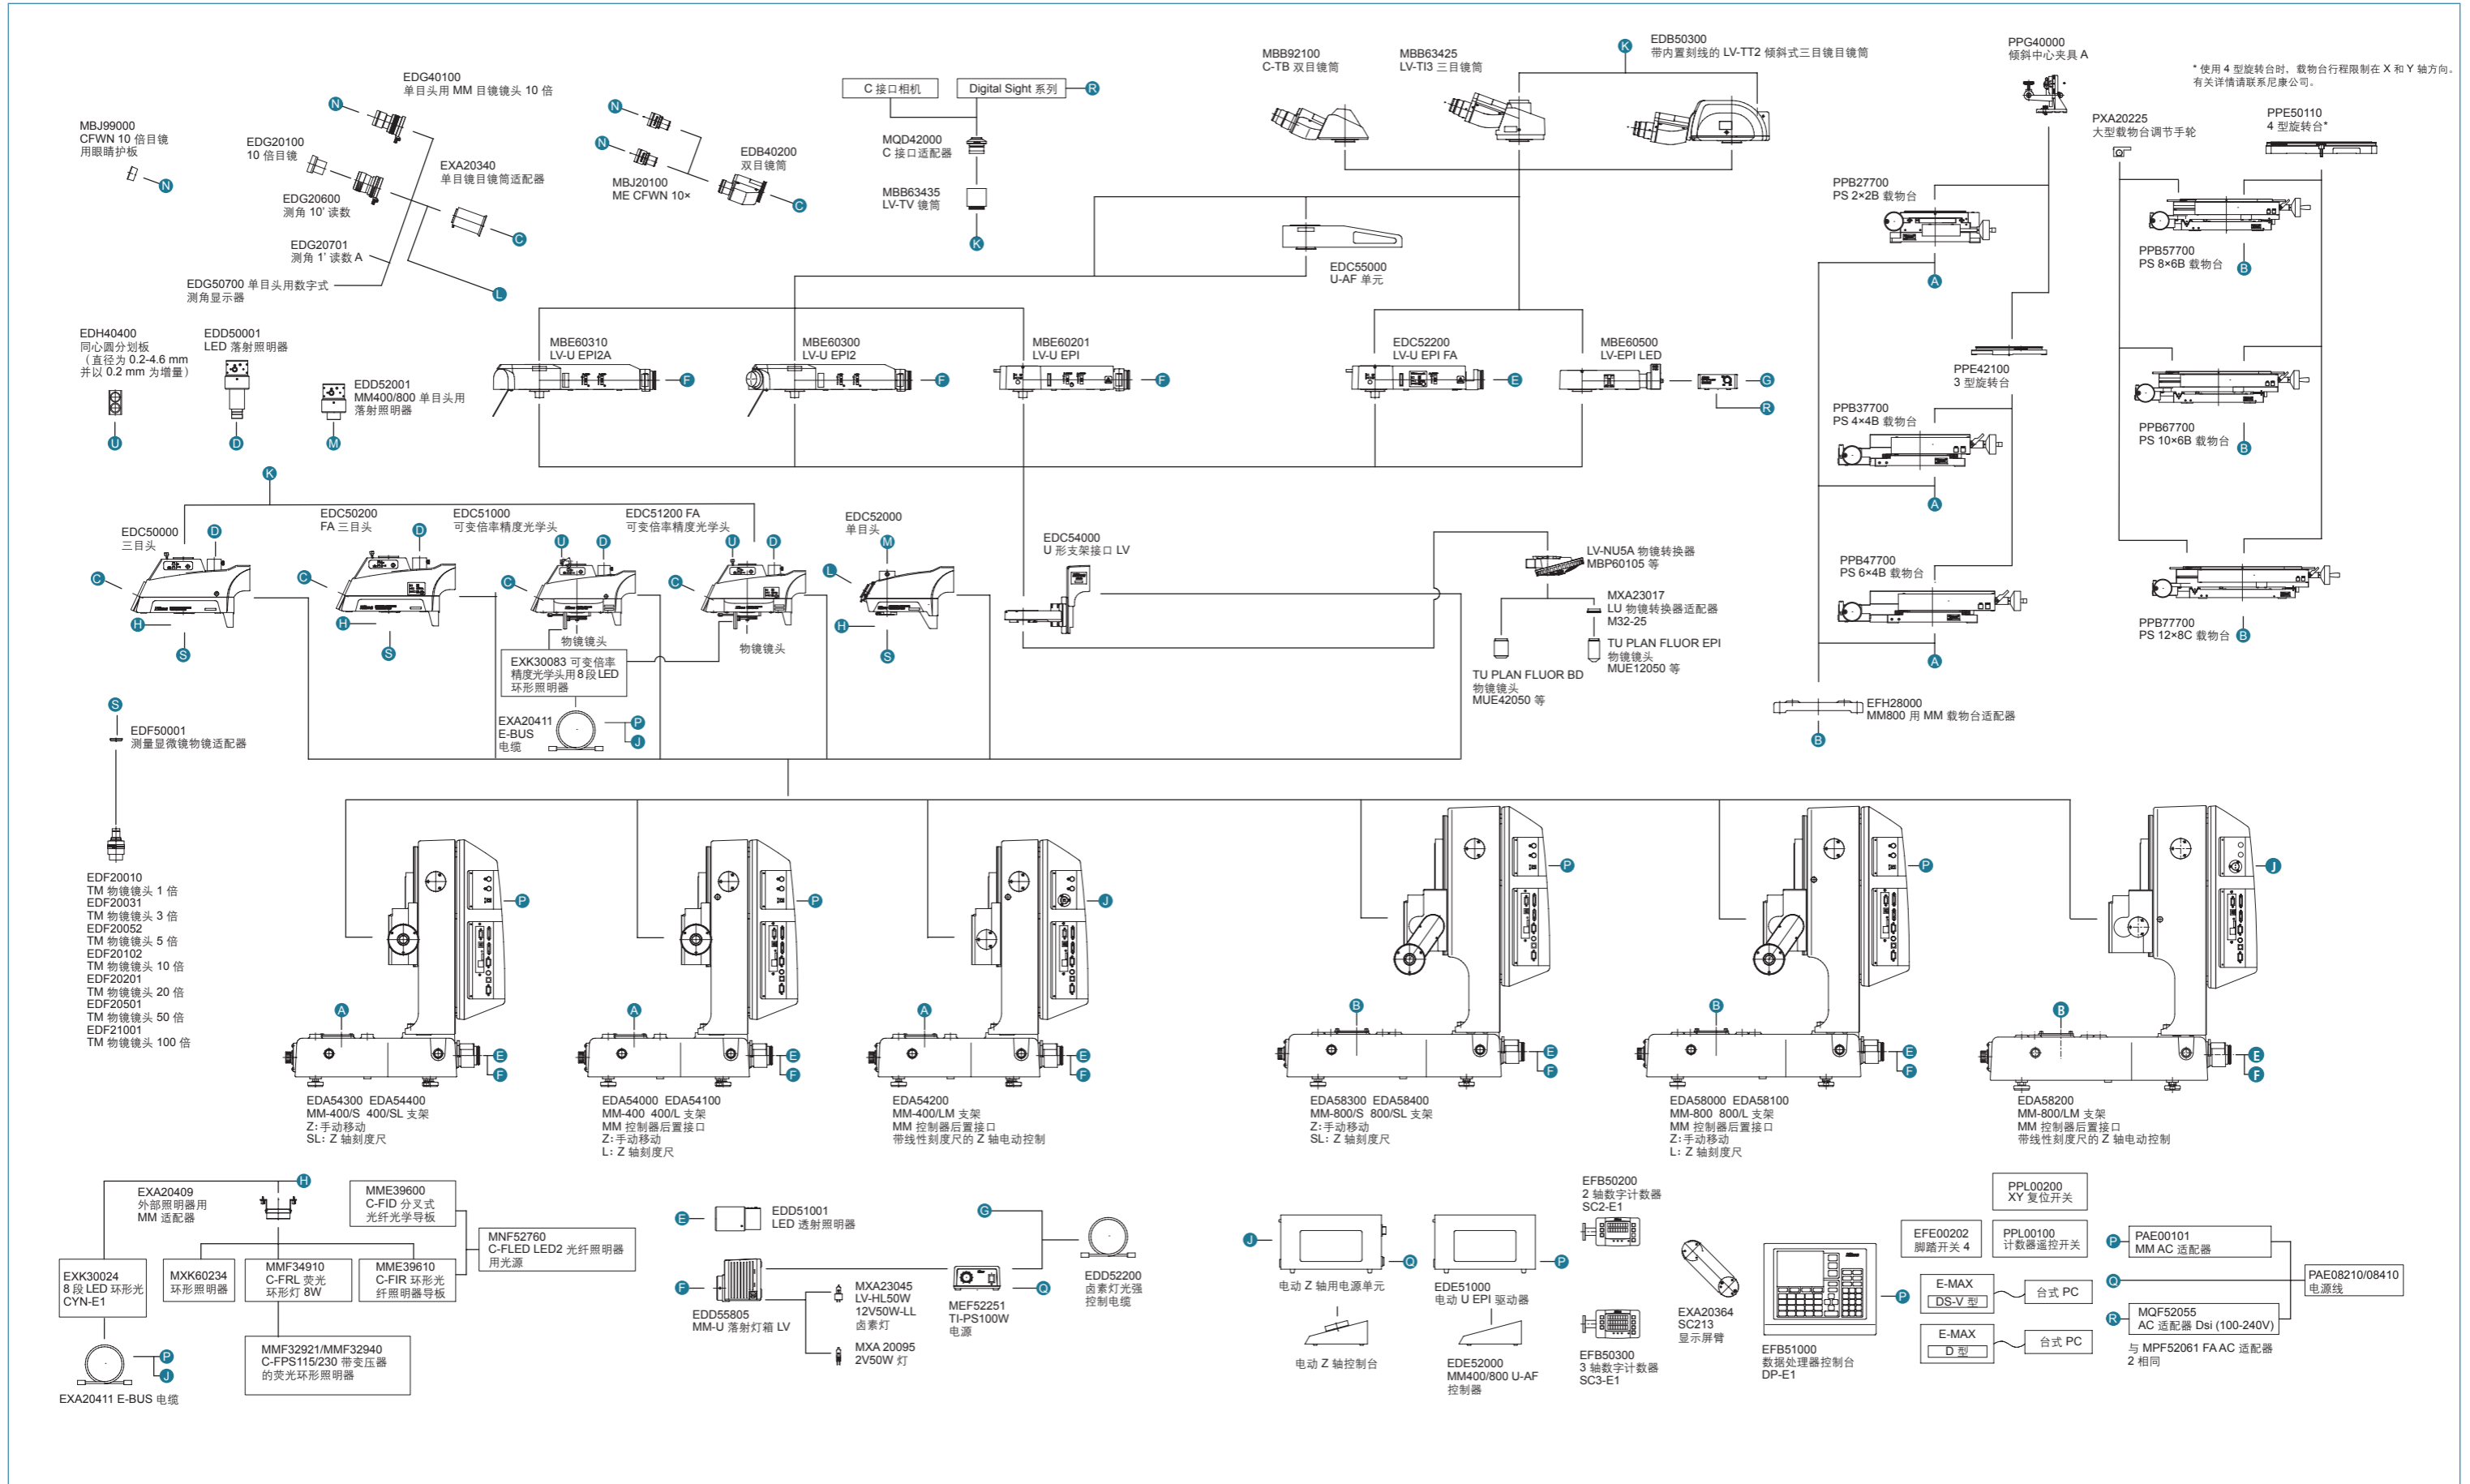 EDG40100
单目头用 MM 目镜镜头 10 倍
N
MBJ99000
CFWN 10 倍目镜
用眼睛护板
N
EDG20100
10 倍目镜
EXA20340
单目镜目镜筒适配器
EDG20600
测角 10' 读数
C
EDG20701
测角 1' 读数 A
EDG50700 单目头用数字式
测角显示器
L
N
N
MBJ20100
ME CFWN 10×
EDB40200
双目镜筒
C
C 接口相机
Digital Sight 系列
R
MQD42000
C 接口适配器
MBB63435
LV-TV 镜筒
K
MBB92100
C-TB 双目镜筒
MBB63425
LV-TI3 三目镜筒
K
EDB50300
带内置刻线的 LV-TT2 倾斜式三目镜目镜筒
EDC55000
U-AF 单元
PPG40000
倾斜中心夹具 A
* 使用 4 型旋转台时，载物台行程限制在 X 和 Y 轴方向。
有关详情请联系尼康公司。
PXA20225
大型载物台调节手轮
PPE50110
4 型旋转台*
PPB27700
PS 2×2B 载物台
A
PPB57700
PS 8×6B 载物台
B
PPE42100
3 型旋转台
PPB37700
PS 4×4B 载物台
A
PPB67700
PS 10×6B 载物台
B
PPB47700
PS 6×4B 载物台
A
PPB77700
PS 12×8C 载物台
B
EFH28000
MM800 用 MM 载物台适配器
B
EDH40400
同心圆分划板
（直径为 0.2-4.6 mm
并以 0.2 mm 为增量）
U
EDD50001
LED 落射照明器
D
EDD52001
MM400/800 单目头用
落射照明器
M
MBE60310
LV-U EPI2A
F
MBE60300
LV-U EPI2
F
MBE60201
LV-U EPI
F
EDC52200
LV-U EPI FA
E
MBE60500
LV-EPI LED
G
R
K
EDC50000
三目头
D
C
H
S
EDC50200
FA 三目头
D
C
H
S
EDC51000
可变倍率精度光学头
U
D
C
物镜镜头
EDC51200 FA
可变倍率精度光学头
U
D
C
物镜镜头
EDC52000
单目头
M
L
H
S
EDC54000
U 形支架接口 LV
LV-NU5A 物镜转换器
MBP60105 等
MXA23017
LU 物镜转换器适配器
M32-25
TU PLAN FLUOR EPI
物镜镜头
MUE12050 等
TU PLAN FLUOR BD
物镜镜头
MUE42050 等
EXK30083 可变倍率
精度光学头用 8 段 LED
环形照明器
EXA20411
E-BUS
电缆
P
J
S
EDF50001
测量显微镜物镜适配器
EDF20010
TM 物镜镜头 1 倍
EDF20031
TM 物镜镜头 3 倍
EDF20052
TM 物镜镜头 5 倍
EDF20102
TM 物镜镜头 10 倍
EDF20201
TM 物镜镜头 20 倍
EDF20501
TM 物镜镜头 50 倍
EDF21001
TM 物镜镜头 100 倍
P
A
E
F
EDA54300 EDA54400
MM-400/S 400/SL 支架
Z：手动移动
SL：Z 轴刻度尺
P
A
E
F
EDA54000 EDA54100
MM-400 400/L 支架
MM 控制器后置接口
Z：手动移动
L：Z 轴刻度尺
J
A
E
F
EDA54200
MM-400/LM 支架
MM 控制器后置接口
带线性刻度尺的 Z 轴电动控制
P
B
E
F
EDA58300 EDA58400
MM-800/S 800/SL 支架
Z：手动移动
SL：Z 轴刻度尺
P
B
E
F
EDA58000 EDA58100
MM-800 800/L 支架
MM 控制器后置接口
Z：手动移动
L：Z 轴刻度尺
J
B
E
F
EDA58200
MM-800/LM 支架
MM 控制器后置接口
带线性刻度尺的 Z 轴电动控制
H
EXA20409
外部照明器用
MM 适配器
MME39600
C-FID 分叉式
光纤光学导板
MNF52760
C-FLED LED2 光纤照明器
用光源
EXK30024
8 段 LED 环形光
CYN-E1
MXK60234
环形照明器
MMF34910
C-FRL 荧光
环形灯 8W
MME39610
C-FIR 环形光
纤照明器导板
MMF32921/MMF32940
C-FPS115/230 带变压器
的荧光环形照明器
P
J
EXA20411 E-BUS 电缆
E
EDD51001
LED 透射照明器
F
EDD55805
MM-U 落射灯箱 LV
MXA23045
LV-HL50W
12V50W-LL
卤素灯
MXA 20095
2V50W 灯
G
MEF52251
TI-PS100W
电源
Q
EDD52200
卤素灯光强
控制电缆
J
Q
电动 Z 轴用电源单元
电动 Z 轴控制台
P
EDE51000
电动 U EPI 驱动器
EDE52000
MM400/800 U-AF
控制器
EFB50200
2 轴数字计数器
SC2-E1
EFB50300
3 轴数字计数器
SC3-E1
EXA20364
SC213
显示屏臂
P
EFB51000
数据处理器控制台
DP-E1
PPL00200
XY 复位开关
EFE00202
脚踏开关 4
PPL00100
计数器遥控开关
E-MAX
DS-V 型
台式 PC
E-MAX
D 型
台式 PC
P
PAE00101
MM AC 适配器
Q
PAE08210/08410
电源线
R
MQF52055
AC 适配器 Dsi (100-240V)
与 MPF52061 FA AC 适配器
2 相同